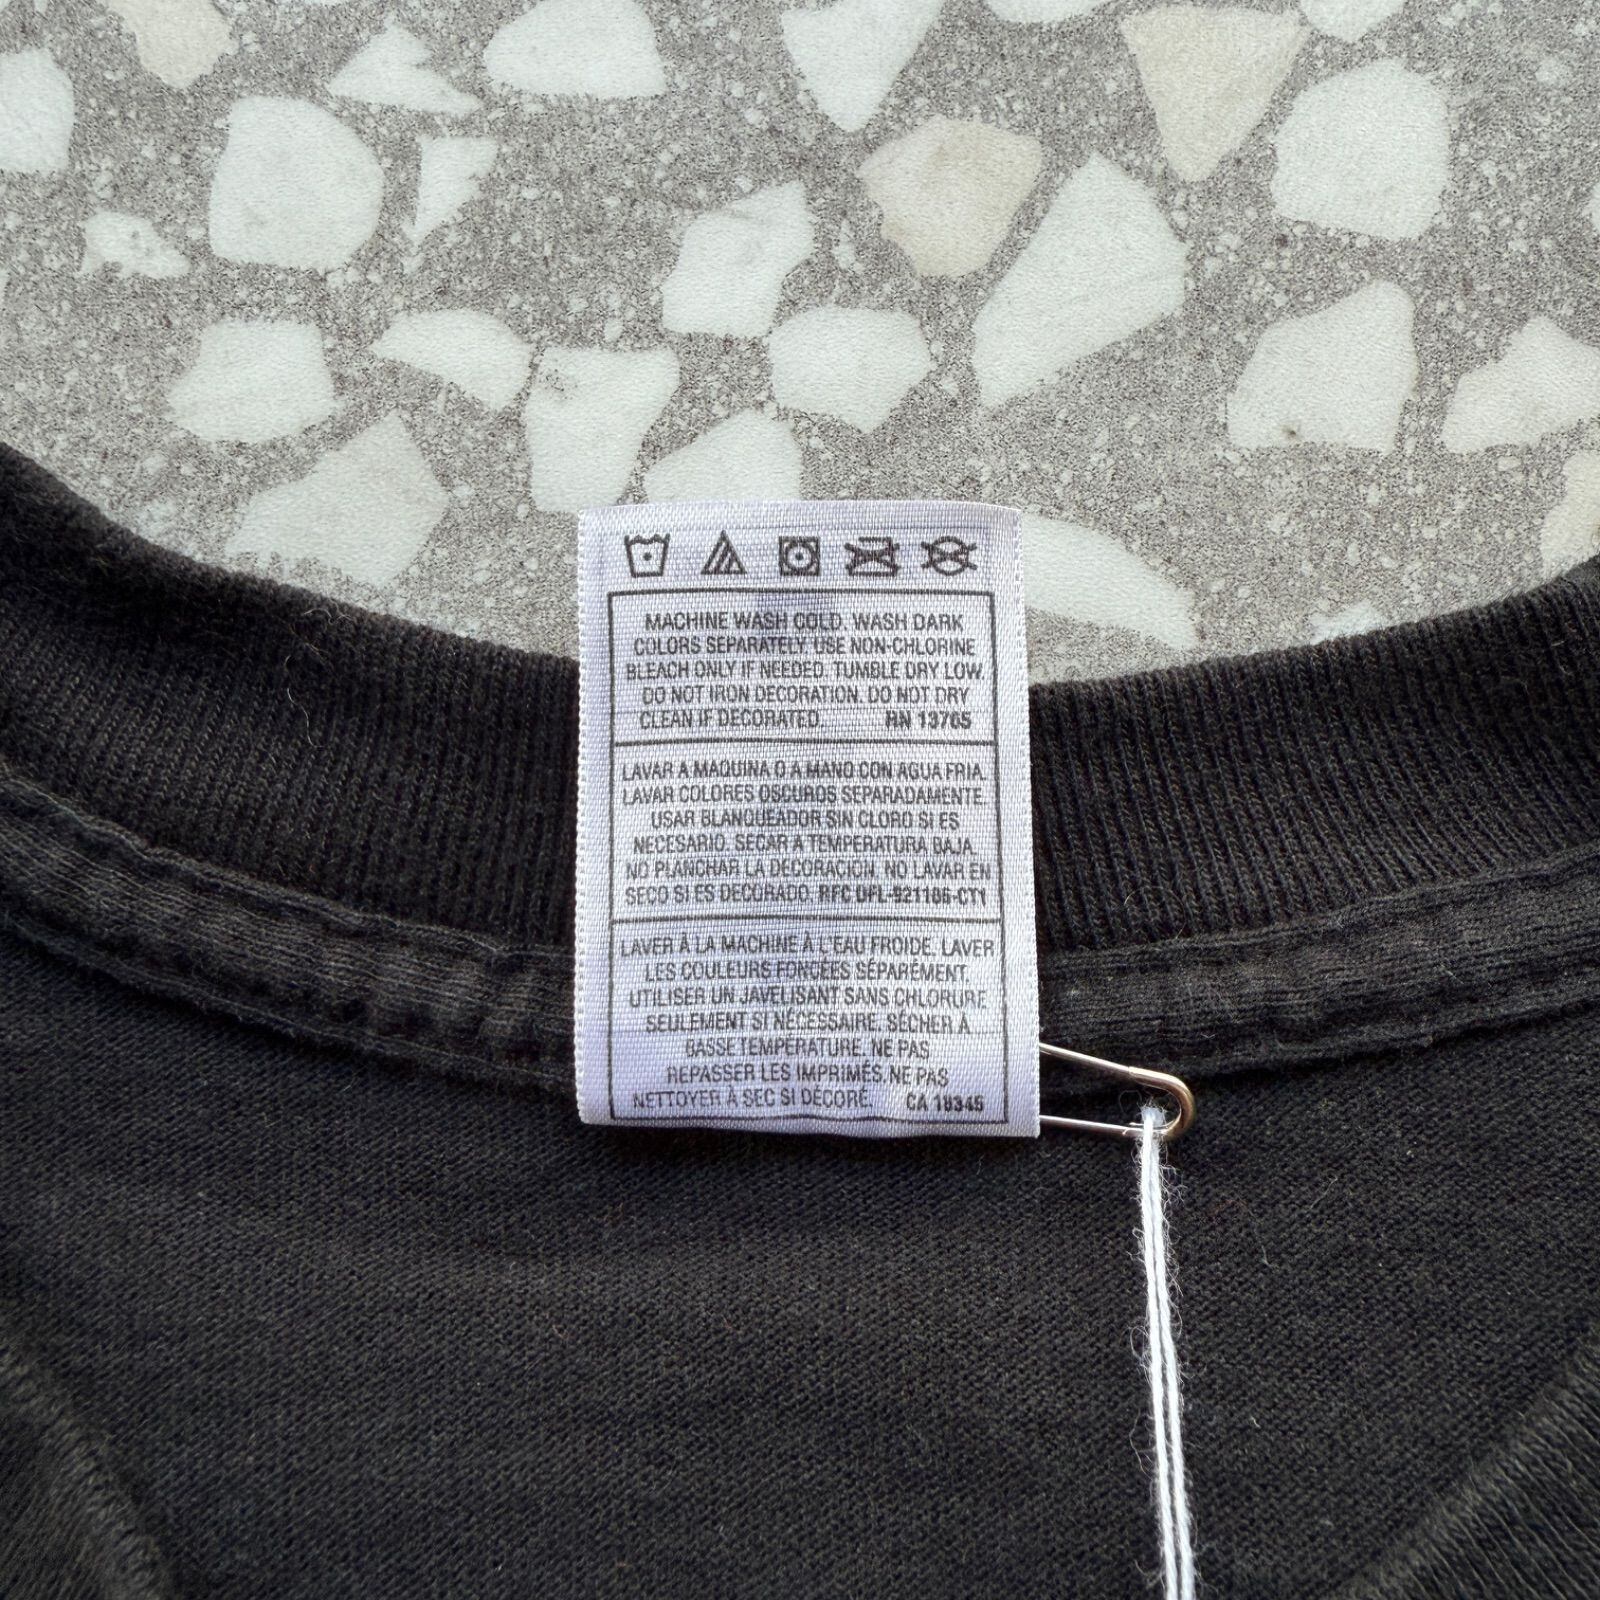 MACHINE WASH COLD. WASH DARK
COLORS SEPARATELY. USE NON-CHLORINE
BLEACH ONLY IF NEEDED. TUMBLE DRY LOW.
DO NOT IRON DECORATION. DO NOT DRY
CLEAN IF DECORATED. RN 13765
LAVAR A MAQUINA O A MANO CON AGUA FRIA.
LAVAR COLORES OSCUROS SEPARADAMENTE.
USAR BLANQUEADOR SIN CLORO SI ES
NECESARIO. SECAR A TEMPERATURA BAJA.
NO PLANCHAR LA DECORACION. NO LAVAR EN
SECO SI ES DECORADO. RFC
LAVER À LA MACHINE À L'EAU FROIDE. LAVER
LES COULEURS FONCÉES SÉPARÉMENT.
UTILISER UN JAVELISANT SANS CHLORURE
SEULEMENT SI NÉCESSAIRE. SÉCHER À
BASSE TEMPÉRATURE. NE PAS
REPASSER LES IMPRIMÉS. NE PAS
NETTOYER À SEC SI DÉCORÉ. CA 18345